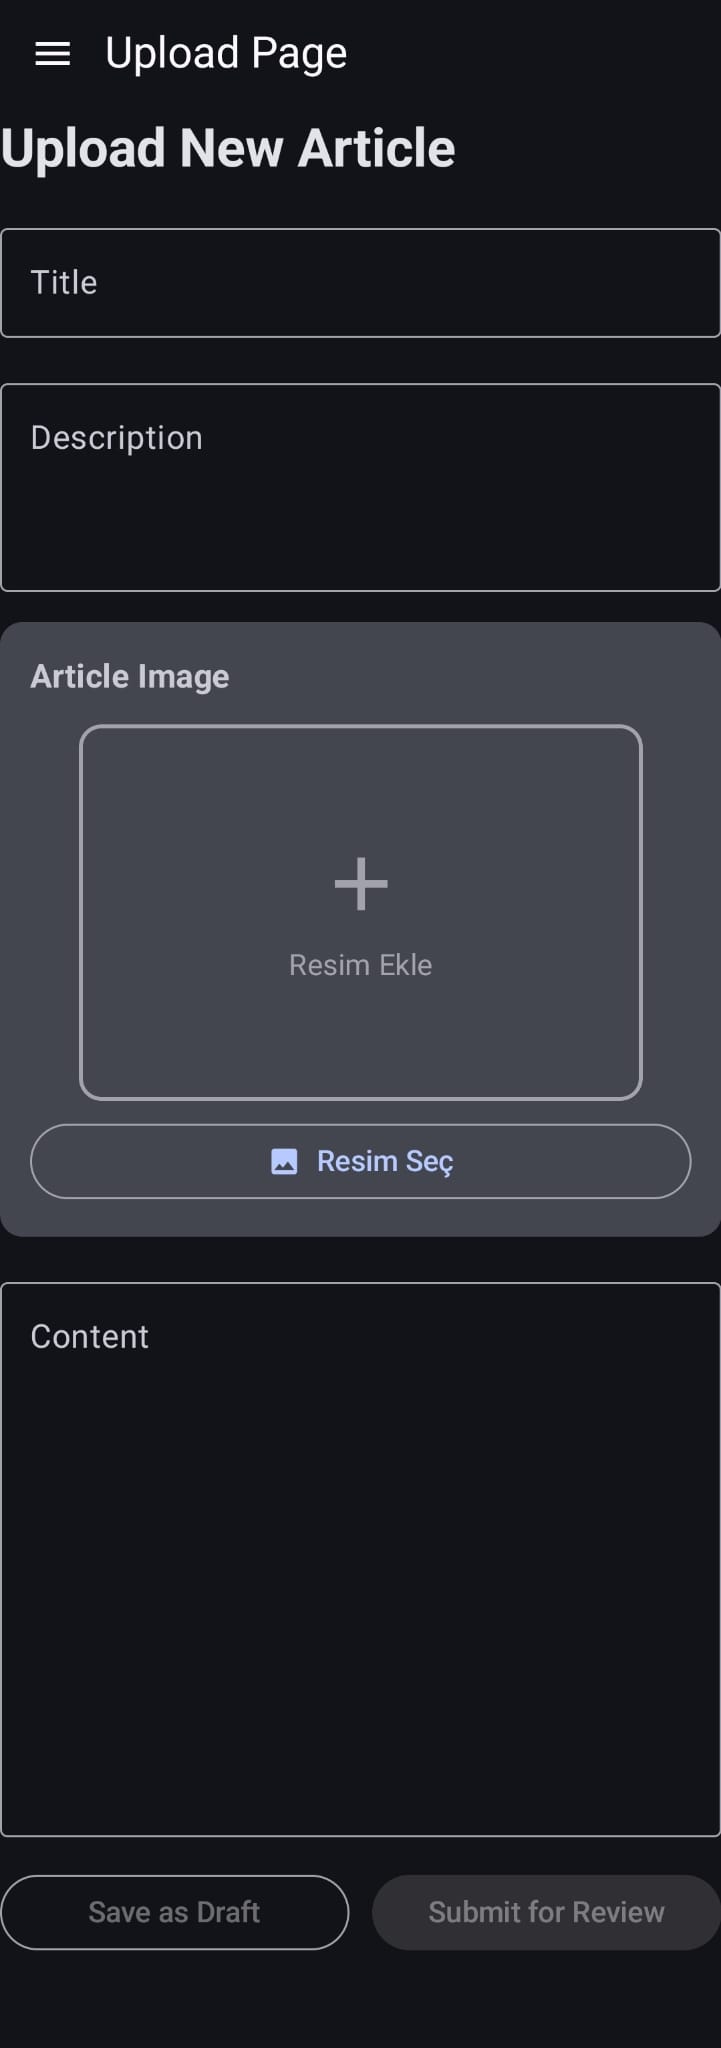 Upload Page
Upload New Article
Title
Description
Article Image
Resim Ekle
Resim Seç
Content
Save as Draft
Submit for Review